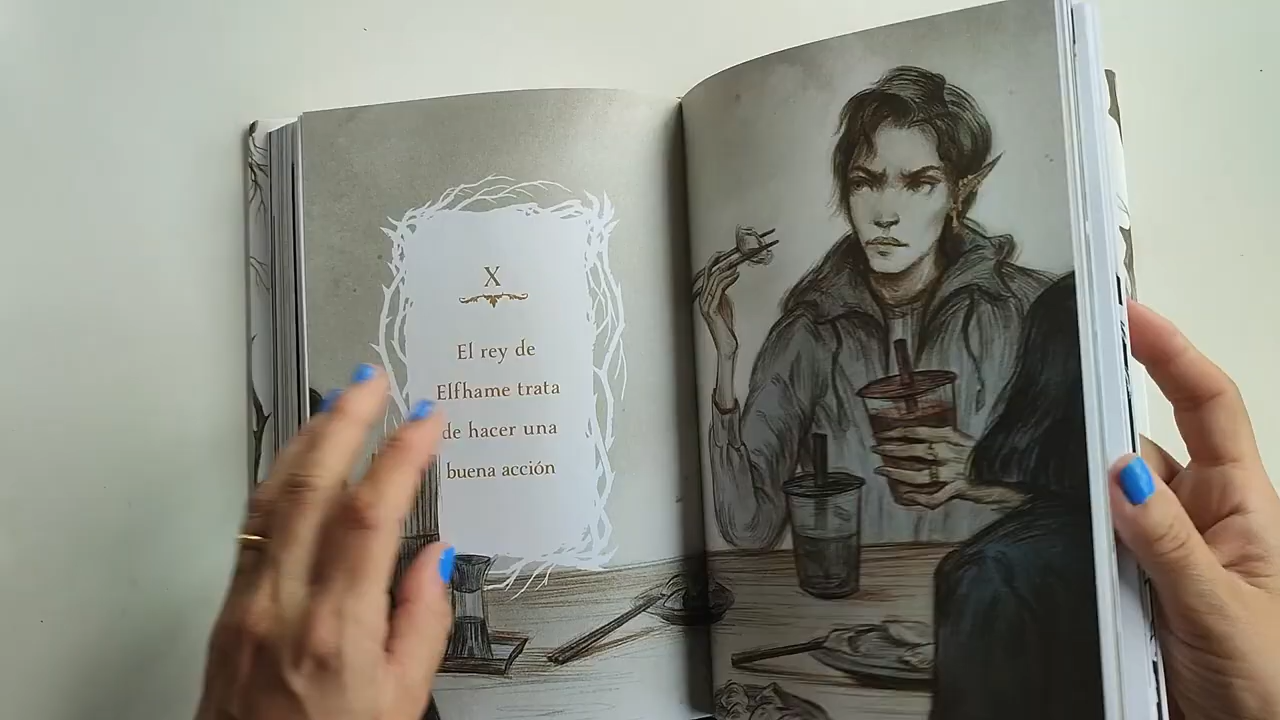 X
El rey de
Elfhame trata
de hacer una
buena acción